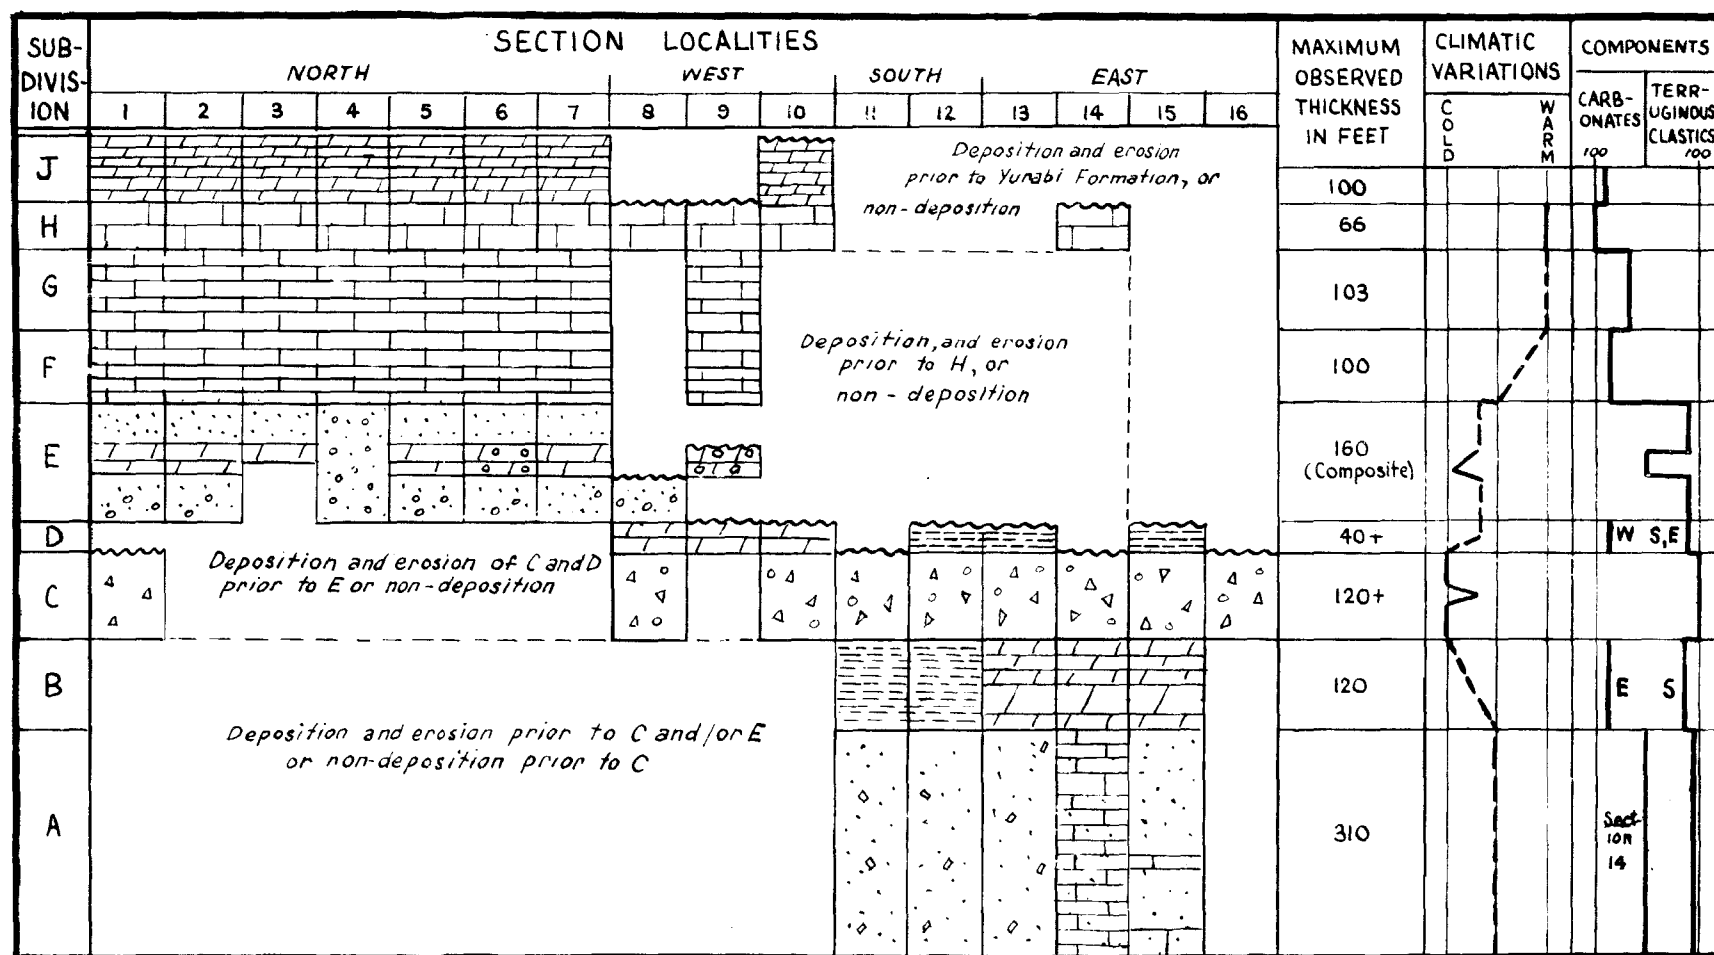 SUB-
DIVIS-
ION
SECTION LOCALITIES
NORTH WEST SOUTH EAST
1 2 3 4 5 6 7 8 9 10 11 12 13 14 15 16
MAXIMUM
OBSERVED
THICKNESS
IN FEET
CLIMATIC
VARIATIONS
COLD
WARM
COMPONENTS
CARB-
ONATES
100
TERR-
UGINOUS
CLASTICS
100
J
Deposition and erosion
prior to Yurabi Formation, or
non-deposition
100
H
66
G
103
F
Deposition, and erosion
prior to H, or
non-deposition
100
E
160
(Composite)
D
40+
W S,E
C
Deposition and erosion of C and D
prior to E or non-deposition
120+
B
120
E S
Deposition and erosion prior to C and/or E
or non-deposition prior to C
A
310
Sect-
ion
14